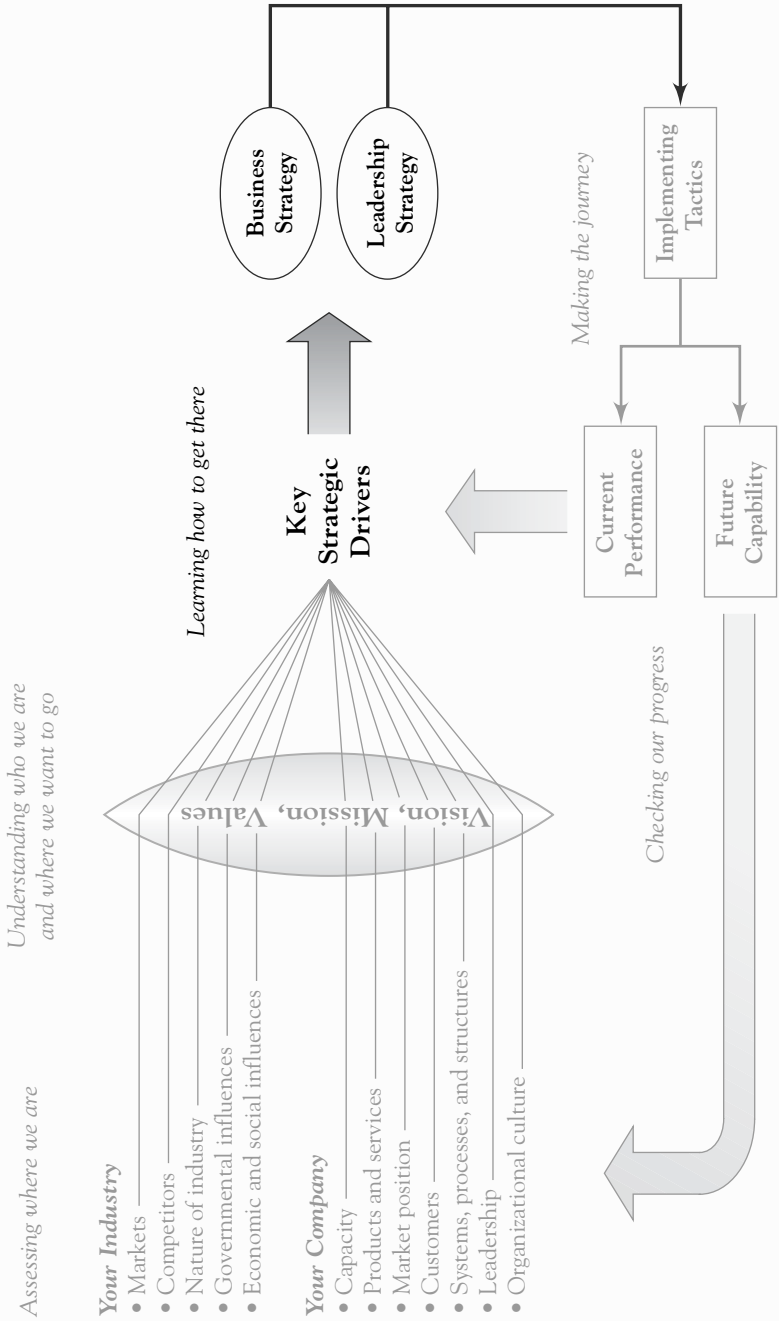 Assessing where we are
Understanding who we are
and where we want to go
Your Industry
• Markets
• Competitors
• Nature of industry
• Governmental influences
• Economic and social influences
Your Company
• Capacity
• Products and services
• Market position
• Customers
• Systems, processes, and structures
• Leadership
• Organizational culture
Vision, Mission, Values
Learning how to get there
Key
Strategic
Drivers
Business
Strategy
Leadership
Strategy
Making the journey
Implementing
Tactics
Current
Performance
Future
Capability
Checking our progress